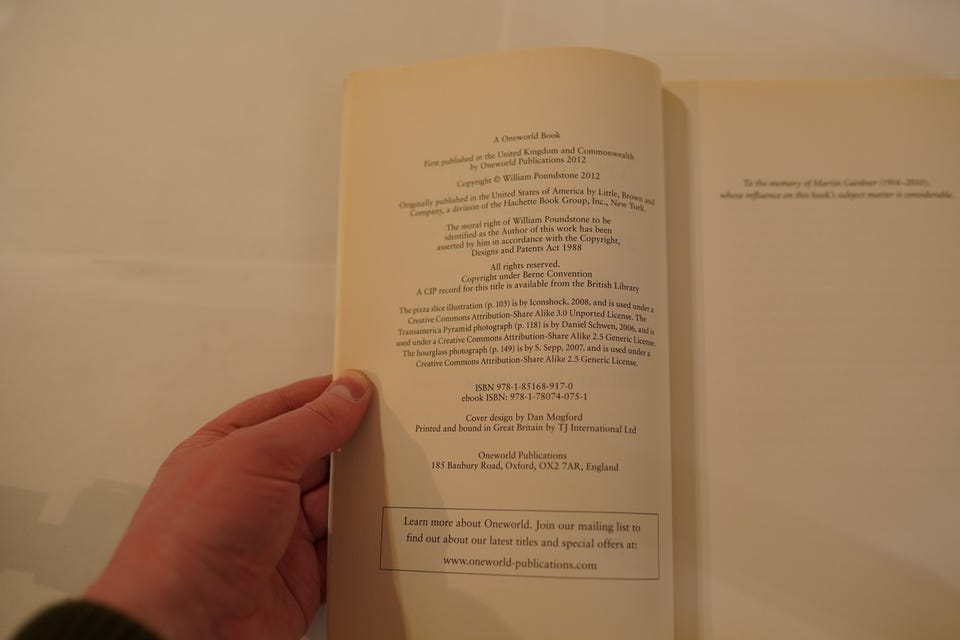 A Oneworld Book
First published in the United Kingdom and Commonwealth
by Oneworld Publications 2012
Copyright © William Poundstone 2012
Originally published in the United States of America by Little, Brown and
Company, a division of the Hachette Book Group, Inc., New York.
The moral right of William Poundstone to be
identified as the Author of this work has been
asserted by him in accordance with the Copyright,
Designs and Patents Act 1988
All rights reserved.
Copyright under Berne Convention
A CIP record for this title is available from the British Library
The pizza slice illustration (p. 103) is by Iconshock, 2008, and is used under a
Creative Commons Attribution-Share Alike 3.0 Unported License. The
Transamerica Pyramid photograph (p. 118) is by Daniel Schwen, 2006, and is
used under a Creative Commons Attribution-Share Alike 2.5 Generic License.
The hourglass photograph (p. 149) is by S. Sepp, 2007, and is used under a
Creative Commons Attribution-Share Alike 2.5 Generic License.
ISBN 978-1-85168-917-0
ebook ISBN: 978-1-78074-075-1
Cover design by Dan Mogford
Printed and bound in Great Britain by TJ International Ltd
Oneworld Publications
185 Banbury Road, Oxford, OX2 7AR, England
Learn more about Oneworld. Join our mailing list to
find out about our latest titles and special offers at:
www.oneworld-publications.com
To the memory of Martin Gardner (1914–2010),
whose influence on this book's subject matter is considerable.